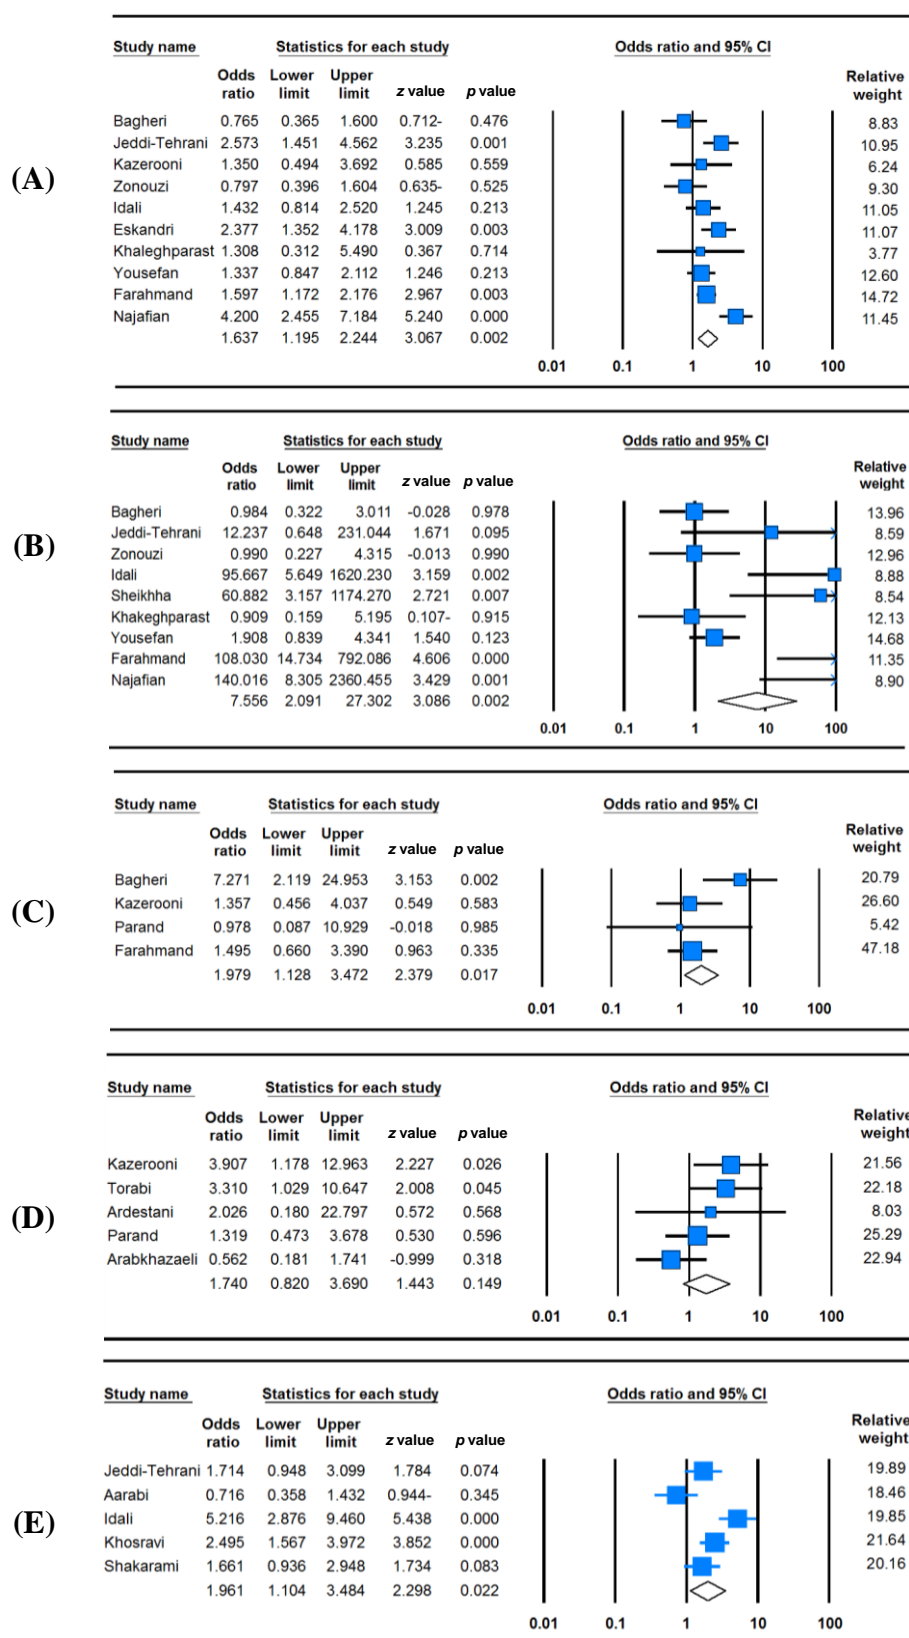 (A)
Study name Statistics for each study Odds ratio and 95% CI
Odds Lower Upper Relative
ratio limit limit z value p value weight
Bagheri 0.765 0.365 1.600 0.712- 0.476 8.83
Jeddi-Tehrani 2.573 1.451 4.562 3.235 0.001 10.95
Kazerooni 1.350 0.494 3.692 0.585 0.559 6.24
Zonouzi 0.797 0.396 1.604 0.635- 0.525 9.30
Idali 1.432 0.814 2.520 1.245 0.213 11.05
Eskandri 2.377 1.352 4.178 3.009 0.003 11.07
Khaleghparast 1.308 0.312 5.490 0.367 0.714 3.77
Yousefan 1.337 0.847 2.112 1.246 0.213 12.60
Farahmand 1.597 1.172 2.176 2.967 0.003 14.72
Najafian 4.200 2.455 7.184 5.240 0.000 11.45
1.637 1.195 2.244 3.067 0.002
0.01 0.1 1 10 100
(B)
Study name Statistics for each study Odds ratio and 95% CI
Odds Lower Upper Relative
ratio limit limit z value p value weight
Bagheri 0.984 0.322 3.011 -0.028 0.978 13.96
Jeddi-Tehrani 12.237 0.648 231.044 1.671 0.095 8.59
Zonouzi 0.990 0.227 4.315 -0.013 0.990 12.96
Idali 95.667 5.649 1620.230 3.159 0.002 8.88
Sheikhha 60.882 3.157 1174.270 2.721 0.007 8.54
Khakeghparast 0.909 0.159 5.195 0.107- 0.915 12.13
Yousefan 1.908 0.839 4.341 1.540 0.123 14.68
Farahmand 108.030 14.734 792.086 4.606 0.000 11.35
Najafian 140.016 8.305 2360.455 3.429 0.001 8.90
7.556 2.091 27.302 3.086 0.002
0.01 0.1 1 10 100
(C)
Study name Statistics for each study Odds ratio and 95% CI
Odds Lower Upper Relative
ratio limit limit z value p value weight
Bagheri 7.271 2.119 24.953 3.153 0.002 20.79
Kazerooni 1.357 0.456 4.037 0.549 0.583 26.60
Parand 0.978 0.087 10.929 -0.018 0.985 5.42
Farahmand 1.495 0.660 3.390 0.963 0.335 47.18
1.979 1.128 3.472 2.379 0.017
0.01 0.1 1 10 100
(D)
Study name Statistics for each study Odds ratio and 95% CI
Odds Lower Upper Relative
ratio limit limit z value p value weight
Kazerooni 3.907 1.178 12.963 2.227 0.026 21.56
Torabi 3.310 1.029 10.647 2.008 0.045 22.18
Ardestani 2.026 0.180 22.797 0.572 0.568 8.03
Parand 1.319 0.473 3.678 0.530 0.596 25.29
Arabkhazaeli 0.562 0.181 1.741 -0.999 0.318 22.94
1.740 0.820 3.690 1.443 0.149
0.01 0.1 1 10 100
(E)
Study name Statistics for each study Odds ratio and 95% CI
Odds Lower Upper Relative
ratio limit limit z value p value weight
Jeddi-Tehrani 1.714 0.948 3.099 1.784 0.074 19.89
Aarabi 0.716 0.358 1.432 0.944- 0.345 18.46
Idali 5.216 2.876 9.460 5.438 0.000 19.85
Khosravi 2.495 1.567 3.972 3.852 0.000 21.64
Shakarami 1.661 0.936 2.948 1.734 0.083 20.16
1.961 1.104 3.484 2.298 0.022
0.01 0.1 1 10 100